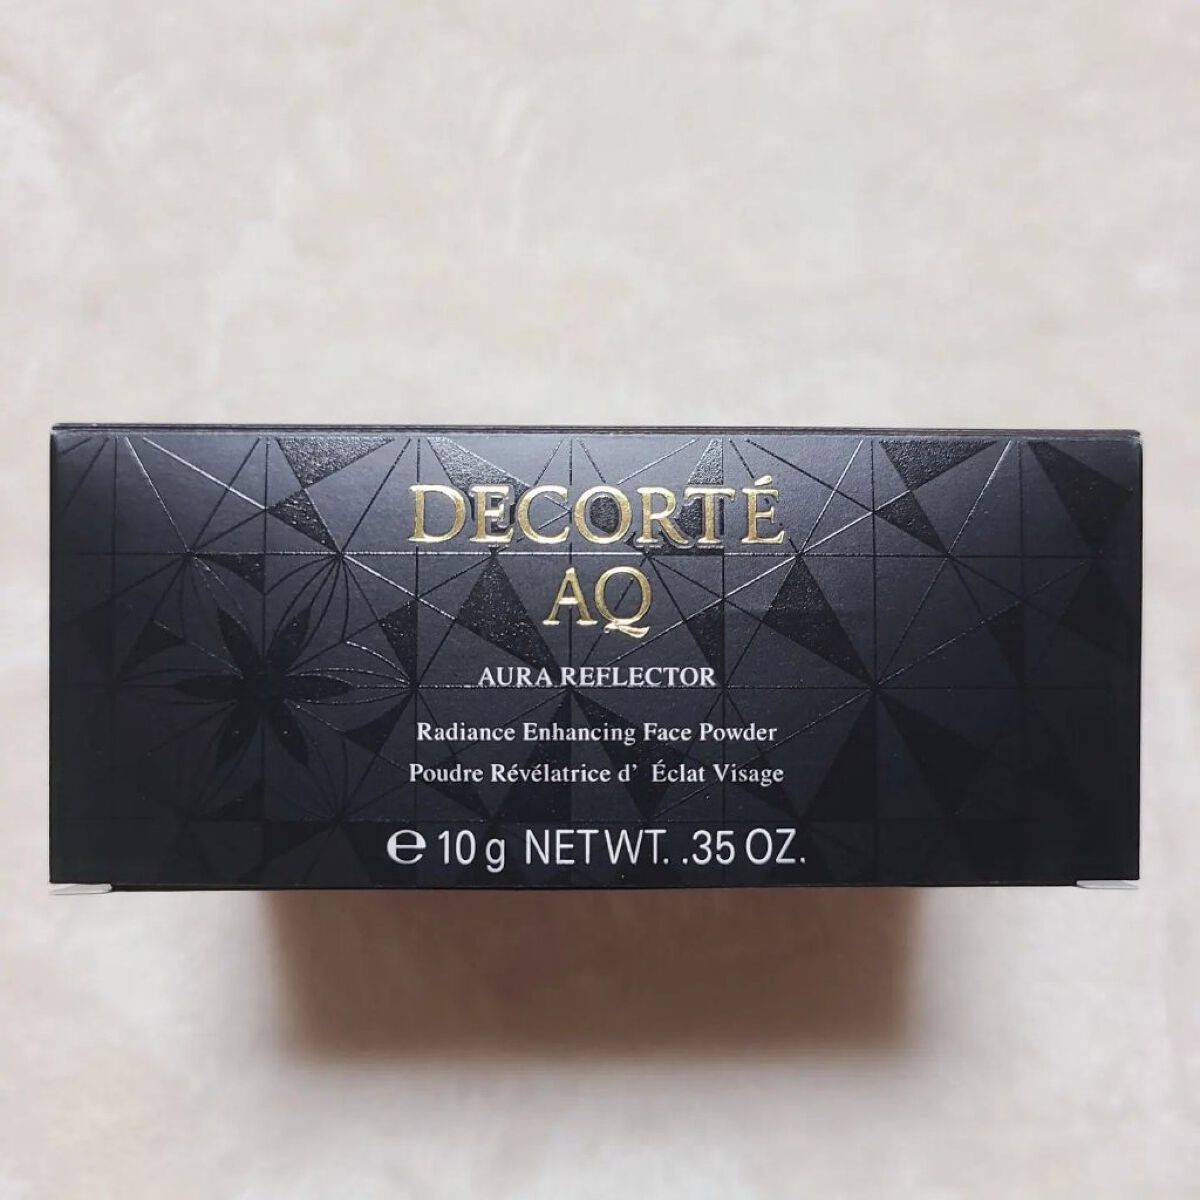 DECORTÉ
AQ
AURA REFLECTOR
Radiance Enhancing Face Powder
Poudre Révélatrice d' Éclat Visage
℮ 10 g NET WT. .35 OZ.